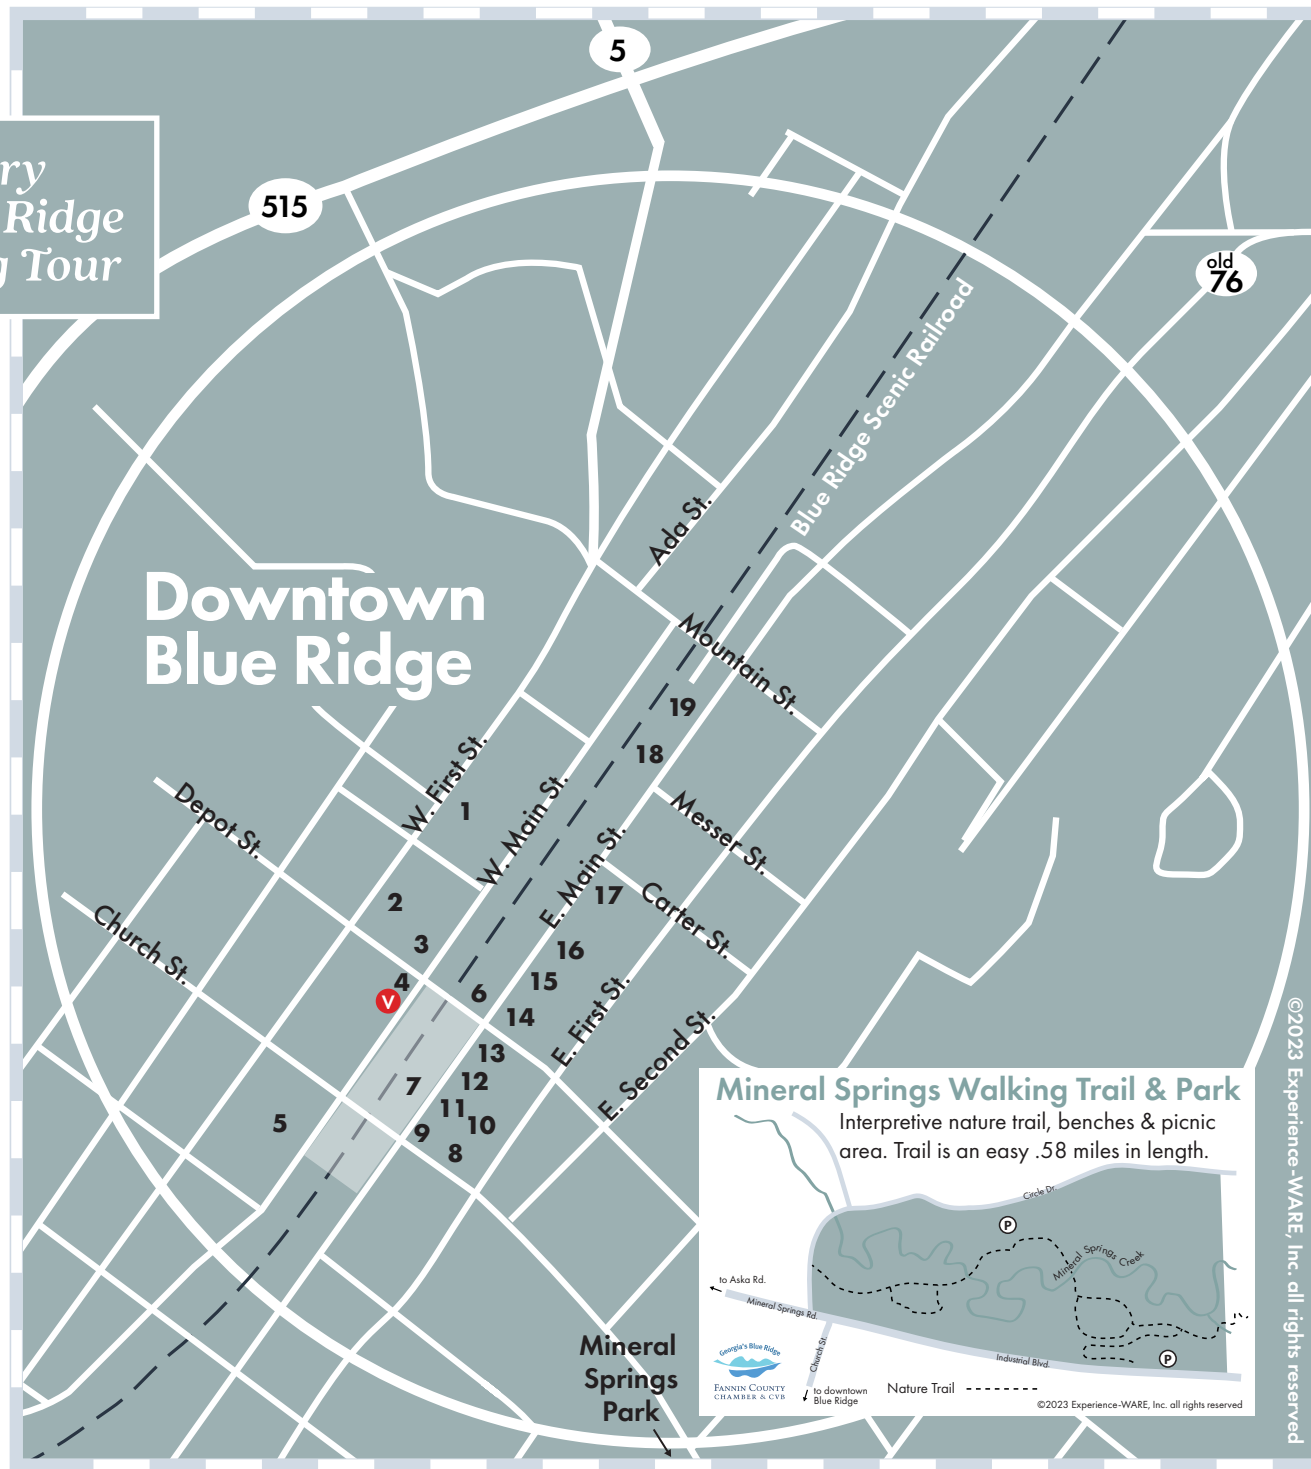 5
515
ry
Ridge
g Tour
old
76
Blue Ridge Scenic Railroad
Ada St.
Downtown
Blue Ridge
Mountain St.
19
18
W. First St.
1
W. Main St.
Depot St.
Messer St.
E. Main St.
17
Carter St.
2
Church St.
3
16
4
V
6
15
14
E. First St.
E. Second St.
13
12
7
11
10
5
9
8
Mineral Springs Walking Trail & Park
Interpretive nature trail, benches & picnic
area. Trail is an easy .58 miles in length.
Circle Dr.
P
Mineral Springs Creek
to Aska Rd.
Mineral Springs Rd.
Church St.
Industrial Blvd.
P
Georgia's Blue Ridge
FANNIN COUNTY
CHAMBER & CVB
to downtown
Blue Ridge
Nature Trail
©2023 Experience-WARE, Inc. all rights reserved
Mineral
Springs
Park
©2023 Experience-WARE, Inc. all rights reserved